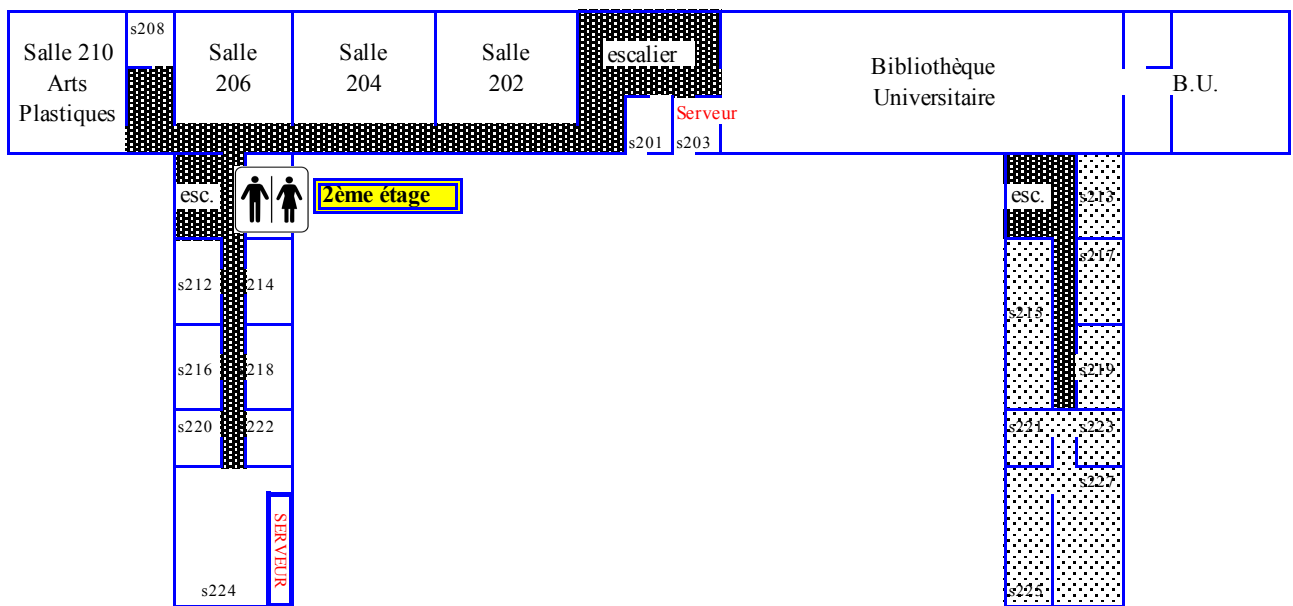 s208
Salle 210
Arts
Plastiques
Salle
206
Salle
204
Salle
202
escalier
Bibliothèque
Universitaire
B.U.
Serveur
s201
s203
esc.
2ème étage
esc.
s213
s212
214
s217
s215
s216
218
s219
s220
222
s221
s223
s227
SERVEUR
s224
s225